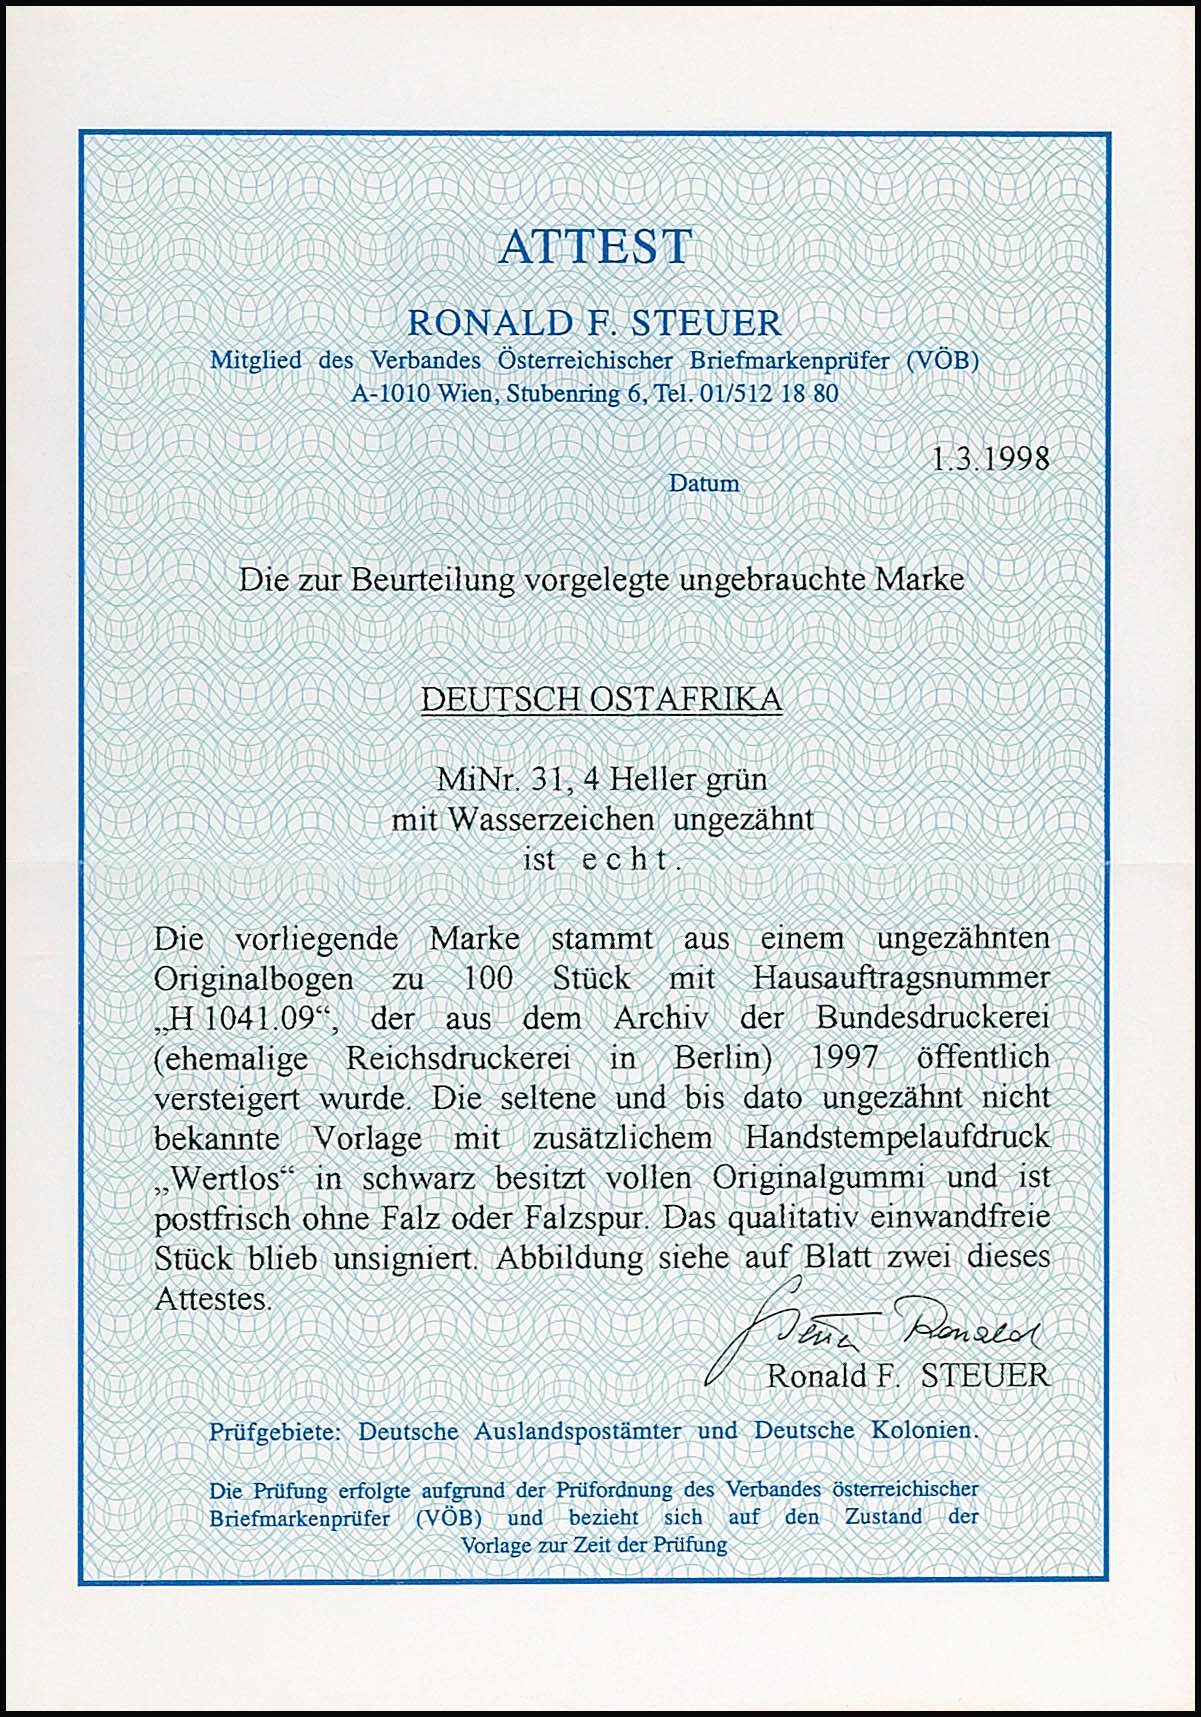 ATTEST
RONALD F. STEUER
Mitglied des Verbandes Österreichischer Briefmarkenprüfer (VÖB)
A-1010 Wien, Stubenring 6, Tel. 01/512 18 80
1.3.1998
Datum
Die zur Beurteilung vorgelegte ungebrauchte Marke
DEUTSCH OSTAFRIKA
MiNr. 31, 4 Heller grün
mit Wasserzeichen ungezähnt
ist e c h t .
Die vorliegende Marke stammt aus einem ungezähnten
Originalbogen zu 100 Stück mit Hausauftragsnummer
„H 1041.09“, der aus dem Archiv der Bundesdruckerei
(ehemalige Reichsdruckerei in Berlin) 1997 öffentlich
versteigert wurde. Die seltene und bis dato ungezähnt nicht
bekannte Vorlage mit zusätzlichem Handstempelaufdruck
„Wertlos“ in schwarz besitzt vollen Originalgummi und ist
postfrisch ohne Falz oder Falzspur. Das qualitativ einwandfreie
Stück blieb unsigniert. Abbildung siehe auf Blatt zwei dieses
Attestes.
Steuer Ronald
Ronald F. STEUER
Prüfgebiete: Deutsche Auslandspostämter und Deutsche Kolonien.
Die Prüfung erfolgte aufgrund der Prüfordnung des Verbandes österreichischer
Briefmarkenprüfer (VÖB) und bezieht sich auf den Zustand der
Vorlage zur Zeit der Prüfung